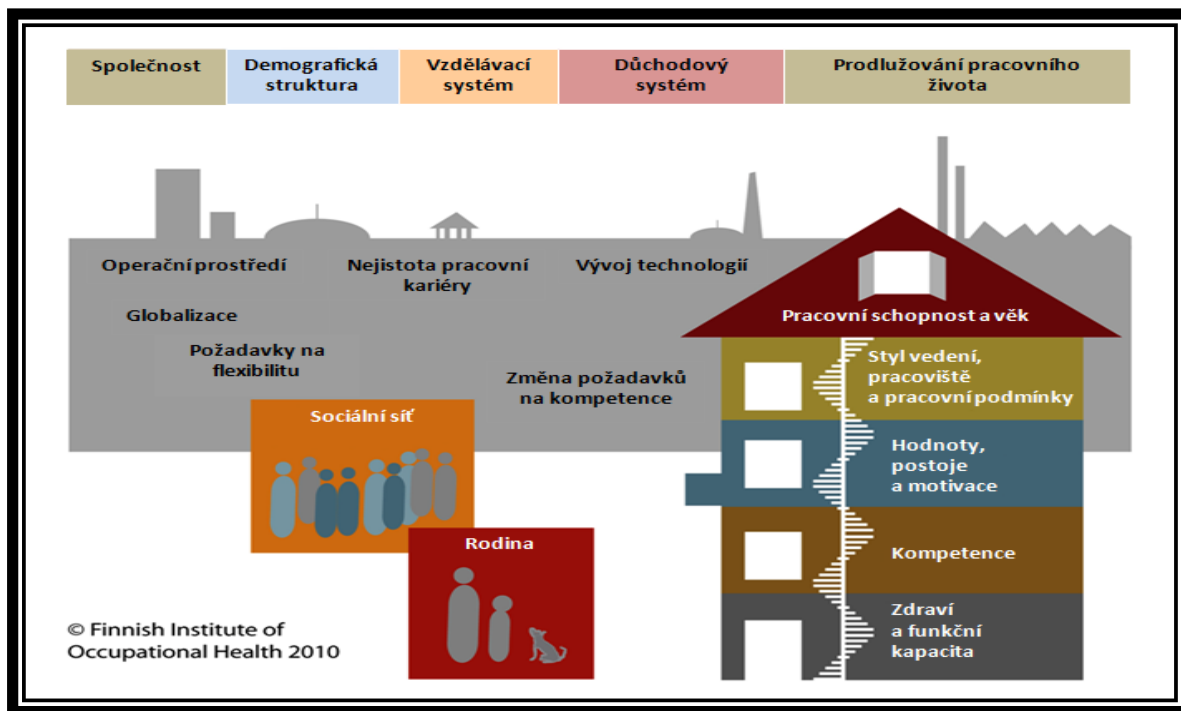 Společnost
Demografická
struktura
Vzdělávací
systém
Důchodový
systém
Prodlužování pracovního
života
Operační prostředí
Nejistota pracovní
kariéry
Vývoj technologií
Globalizace
Požadavky na
flexibilitu
Změna požadavků
na kompetence
Sociální síť
Rodina
Pracovní schopnost a věk
Styl vedení,
pracoviště
a pracovní podmínky
Hodnoty,
postoje
a motivace
Kompetence
Zdraví
a funkční
kapacita
© Finnish Institute of
Occupational Health 2010